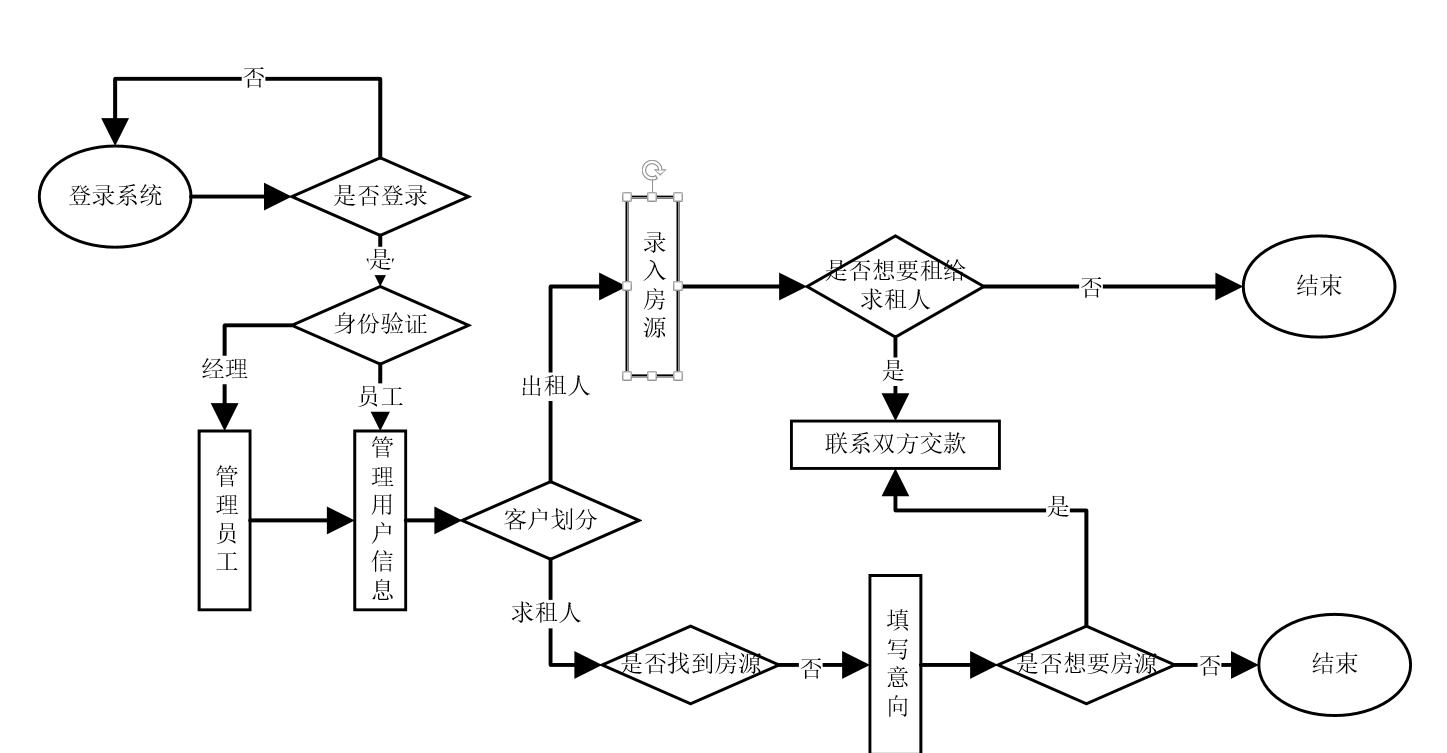 否
登录系统
是否登录
是
身份验证
经理
员工
管理员工
管理用户信息
客户划分
出租人
录入房源
是否想要租给
求租人
否
结束
是
联系双方交款
是
求租人
是否找到房源
否
填写意向
是否想要房源
否
结束